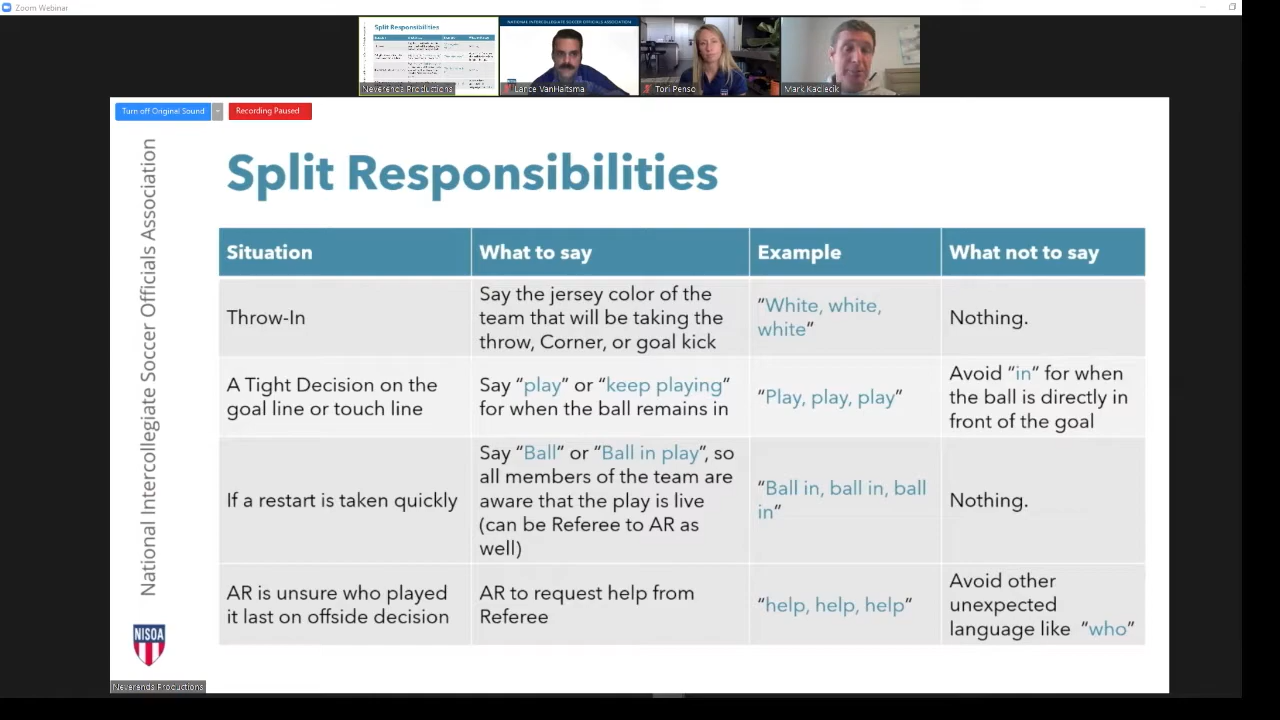 Zoom Webinar
Split Responsibilities
NATIONAL INTERCOLLEGIATE SOCCER OFFICIALS ASSOCIATION
Neverends Productions
Lance VanHaitsma
Tori Penso
Mark Kadlecik
Turn off Original Sound
Recording Paused
National Intercollegiate Soccer Officials Association
Split Responsibilities
Situation
What to say
Example
What not to say
Throw-In
Say the jersey color of the
team that will be taking the
throw, Corner, or goal kick
“White, white,
white”
Nothing.
A Tight Decision on the
goal line or touch line
Say “play” or “keep playing”
for when the ball remains in
“Play, play, play”
Avoid “in” for when
the ball is directly in
front of the goal
If a restart is taken quickly
Say “Ball” or “Ball in play”, so
all members of the team are
aware that the play is live
(can be Referee to AR as
well)
“Ball in, ball in, ball
in”
Nothing.
AR is unsure who played
it last on offside decision
AR to request help from
Referee
“help, help, help”
Avoid other
unexpected
language like “who”
NISOA
Neverends Productions